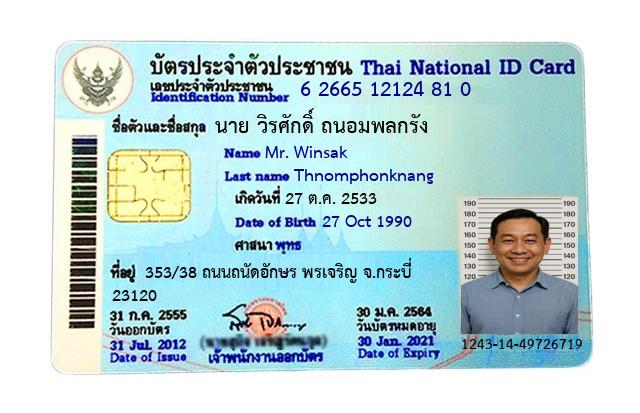 บัตรประจำตัวประชาชน Thai National ID Card
เลขประจำตัวประชาชน
Identification Number 6 2665 12124 81 0
ชื่อตัวและชื่อสกุล นาย วิรศักดิ์ ถนอมพลกรัง
Name Mr. Winsak
Last name Thnomphonknang
เกิดวันที่ 27 ต.ค. 2533
Date of Birth 27 Oct 1990
ศาสนา พุทธ
ที่อยู่ 353/38 ถนนถนัดอักษร พรเจริญ จ.กระบี่
23120
31 ก.ค. 2555
วันออกบัตร
31 Jul. 2012
Date of Issue
เจ้าพนักงานออกบัตร
30 ม.ค. 2564
วันบัตรหมดอายุ
30 Jan. 2021
Date of Expiry
190 190
180 180
170 170
160 160
150 150
140 140
130 130
120 120
1243-14-49726719